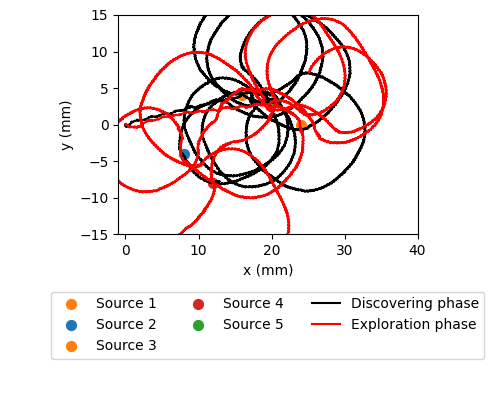 15
10
5
0
−5
−10
−15
y (mm)
0
10
20
30
40
x (mm)
Source 1
Source 2
Source 3
Source 4
Source 5
Discovering phase
Exploration phase